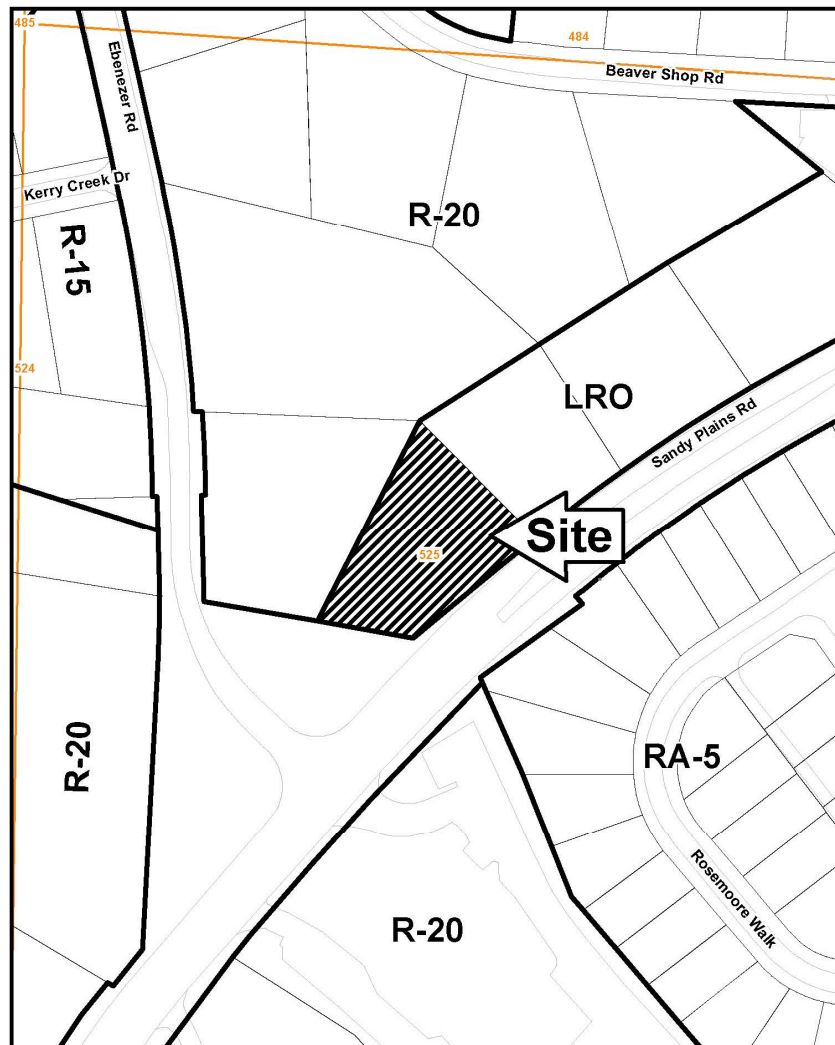 485
484
Ebenezer Rd
Beaver Shop Rd
Kerry Creek Dr
R-20
R-15
524
LRO
Sandy Plains Rd
Site
525
R-20
RA-5
Rosemoore Walk
R-20